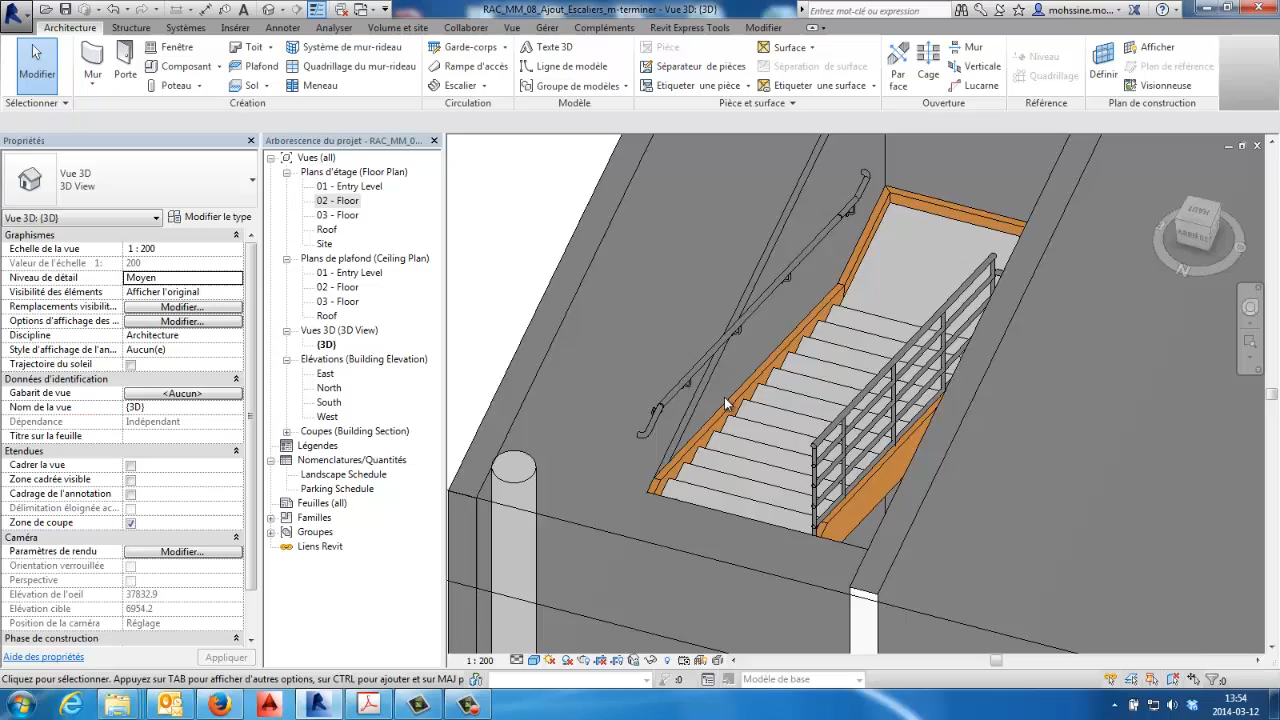 RAC_MM_08_Ajout_Escaliers_m-terminer - Vue 3D: {3D}
Entrez mot-clé ou expression
mohssine.mo...
Architecture Structure Systèmes Insérer Annoter Analyser Volume et site Collaborer Vue Gérer Compléments Revit Express Tools Modifier
Modifier
Sélectionner
Mur
Porte
Fenêtre
Composant
Poteau
Toit
Plafond
Sol
Système de mur-rideau
Quadrillage du mur-rideau
Meneau
Création
Garde-corps
Rampe d'accès
Escalier
Circulation
Texte 3D
Ligne de modèle
Groupe de modèles
Modèle
Pièce
Séparateur de pièces
Etiqueter une pièce
Surface
Séparation de surface
Etiqueter une surface
Pièce et surface
Par face
Cage
Mur
Verticale
Lucarne
Ouverture
Niveau
Quadrillage
Référence
Définir
Afficher
Plan de référence
Visionneuse
Plan de construction
Propriétés
Vue 3D
3D View
Vue 3D: {3D}
Modifier le type
Graphismes
Echelle de la vue 1 : 200
Valeur de l'échelle 1: 200
Niveau de détail Moyen
Visibilité des éléments Afficher l'original
Remplacements visibilit... Modifier...
Options d'affichage des ... Modifier...
Discipline Architecture
Style d'affichage de l'an... Aucun(e)
Trajectoire du soleil
Données d'identification
Gabarit de vue <Aucun>
Nom de la vue {3D}
Dépendance Indépendant
Titre sur la feuille
Etendues
Cadrer la vue
Zone cadrée visible
Cadrage de l'annotation
Délimitation éloignée ac...
Zone de coupe
Caméra
Paramètres de rendu Modifier...
Orientation verrouillée
Perspective
Elévation de l'oeil 37832.9
Elévation cible 6954.2
Position de la caméra Réglage
Phase de construction
Aide des propriétés
Appliquer
Arborescence du projet - RAC_MM_0...
Vues (all)
Plans d'étage (Floor Plan)
01 - Entry Level
02 - Floor
03 - Floor
Roof
Site
Plans de plafond (Ceiling Plan)
01 - Entry Level
02 - Floor
03 - Floor
Roof
Vues 3D (3D View)
{3D}
Elévations (Building Elevation)
East
North
South
West
Coupes (Building Section)
Légendes
Nomenclatures/Quantités
Landscape Schedule
Parking Schedule
Feuilles (all)
Familles
Groupes
Liens Revit
HAUT
N
1 : 200
Cliquez pour sélectionner. Appuyez sur TAB pour afficher d'autres options, sur CTRL pour ajouter et sur MAJ p
:0
Modèle de base
:0
13:54
2014-03-12